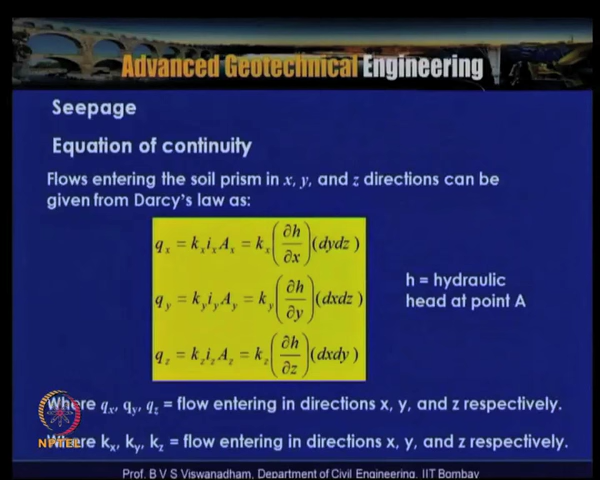 Advanced Geotechnical Engineering
Seepage
Equation of continuity
Flows entering the soil prism in x, y, and z directions can be
given from Darcy's law as:
q_x = k_x i_x A_x = k_x (∂h/∂x)(dydz)
q_y = k_y i_y A_y = k_y (∂h/∂y)(dxdz)
q_z = k_z i_z A_z = k_z (∂h/∂z)(dxdy)
h = hydraulic
head at point A
Where q_x, q_y, q_z = flow entering in directions x, y, and z respectively.
Where k_x, k_y, k_z = flow entering in directions x, y, and z respectively.
NPTEL
Prof. B V S Viswanadham, Department of Civil Engineering, IIT Bombay